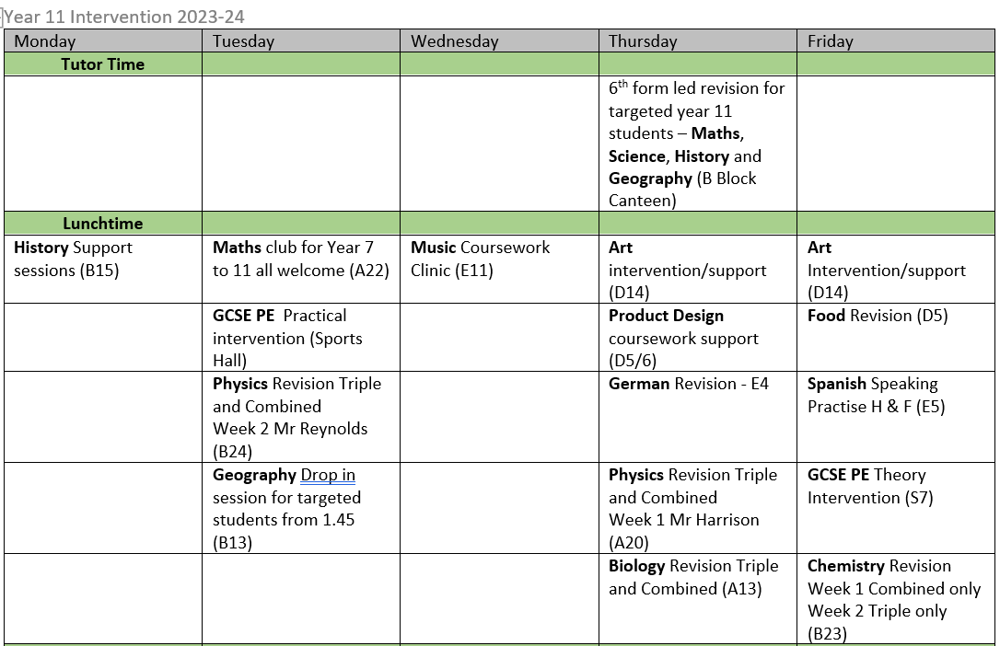 Year 11 Intervention 2023-24
Monday
Tuesday
Wednesday
Thursday
Friday
Tutor Time
6th form led revision for
targeted year 11
students – Maths,
Science, History and
Geography (B Block
Canteen)
Lunchtime
History Support
sessions (B15)
Maths club for Year 7
to 11 all welcome (A22)
Music Coursework
Clinic (E11)
Art
intervention/support
(D14)
Art
Intervention/support
(D14)
GCSE PE  Practical
intervention (Sports
Hall)
Product Design
coursework support
(D5/6)
Food Revision (D5)
Physics Revision Triple
and Combined
Week 2 Mr Reynolds
(B24)
German Revision - E4
Spanish Speaking
Practise H & F (E5)
Geography Drop in
session for targeted
students from 1.45
(B13)
Physics Revision Triple
and Combined
Week 1 Mr Harrison
(A20)
GCSE PE Theory
Intervention (S7)
Biology Revision Triple
and Combined (A13)
Chemistry Revision
Week 1 Combined only
Week 2 Triple only
(B23)